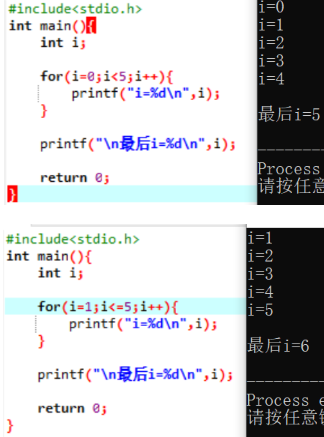 #include<stdio.h>
int main(){
int i;
for(i=0;i<5;i++){
printf("i=%d\n",i);
}
printf("\n最后i=%d\n",i);
return 0;
}
i=0
i=1
i=2
i=3
i=4
最后i=5
Process
请按任意
#include<stdio.h>
int main(){
int i;
for(i=1;i<=5;i++){
printf("i=%d\n",i);
}
printf("\n最后i=%d\n",i);
return 0;
}
i=1
i=2
i=3
i=4
i=5
最后i=6
Process e
请按任意